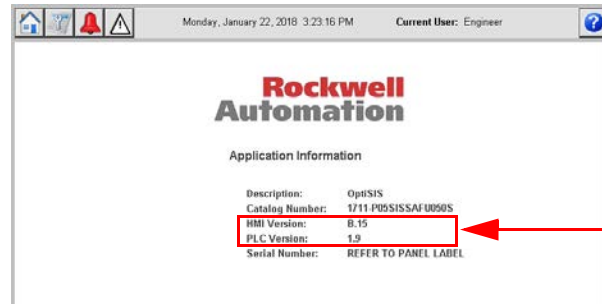 Monday, January 22, 2018 3:23:16 PM Current User: Engineer
Rockwell
Automation
Application Information
Description: OptiSIS
Catalog Number: 1711-P05SISSAFU050S
HMI Version: 8.15
PLC Version: 1.9
Serial Number: REFER TO PANEL LABEL